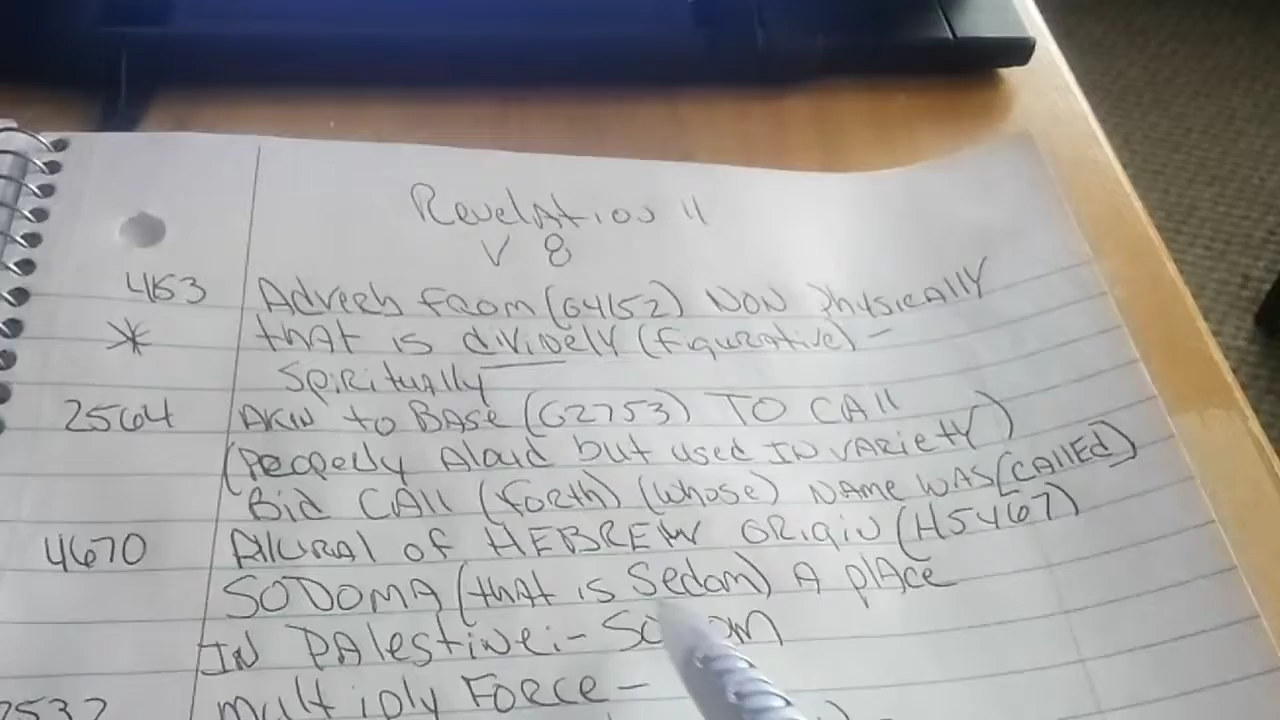 Revelation 11
V 8
4153 Adverb from (G4152) NON physically
* that is divinely (figurative) -
Spiritually
2564 AKIN to BASE (G2753) TO CALL
(Properly Aloud but used IN VARIETY)
Bid CALL (forth) (whose) NAME WAS (CALLED)
4670 Plural of HEBREW ORigin (H5467)
SODOMA (that is Sedom) A plAce
IN PAlestine:-
2532 Multiply Force -